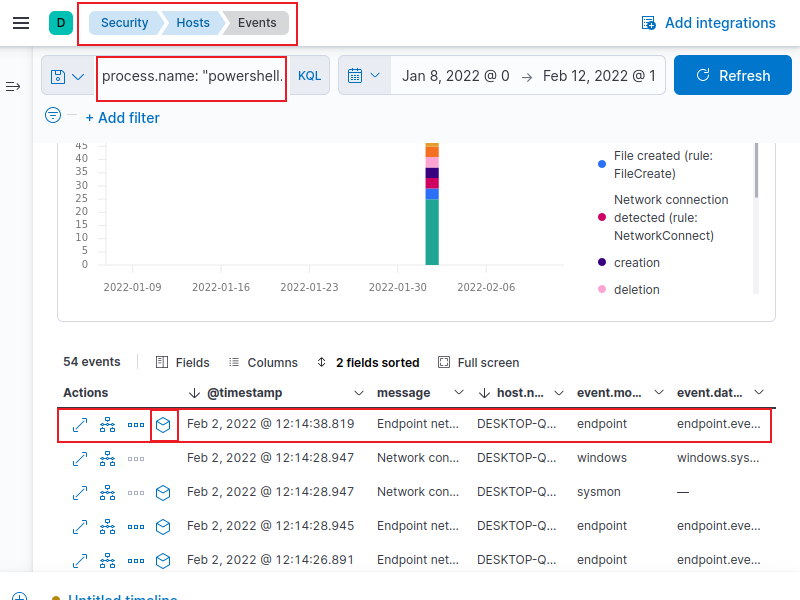 D Security Hosts Events Add integrations
process.name: "powershell. KQL Jan 8, 2022 @ 0 → Feb 12, 2022 @ 1 Refresh
+ Add filter
45
40
35
30
25
20
15
10
5
0
2022-01-09 2022-01-16 2022-01-23 2022-01-30 2022-02-06
File created (rule:
FileCreate)
Network connection
detected (rule:
NetworkConnect)
creation
deletion
54 events Fields Columns 2 fields sorted Full screen
Actions @timestamp message host.n... event.mo... event.dat...
Feb 2, 2022 @ 12:14:38.819 Endpoint net... DESKTOP-Q... endpoint endpoint.eve...
Feb 2, 2022 @ 12:14:28.947 Network con... DESKTOP-Q... windows windows.sys...
Feb 2, 2022 @ 12:14:28.947 Network con... DESKTOP-Q... sysmon —
Feb 2, 2022 @ 12:14:28.945 Endpoint net... DESKTOP-Q... endpoint endpoint.eve...
Feb 2, 2022 @ 12:14:26.891 Endpoint net... DESKTOP-Q... endpoint endpoint.eve...
Untitled timeline